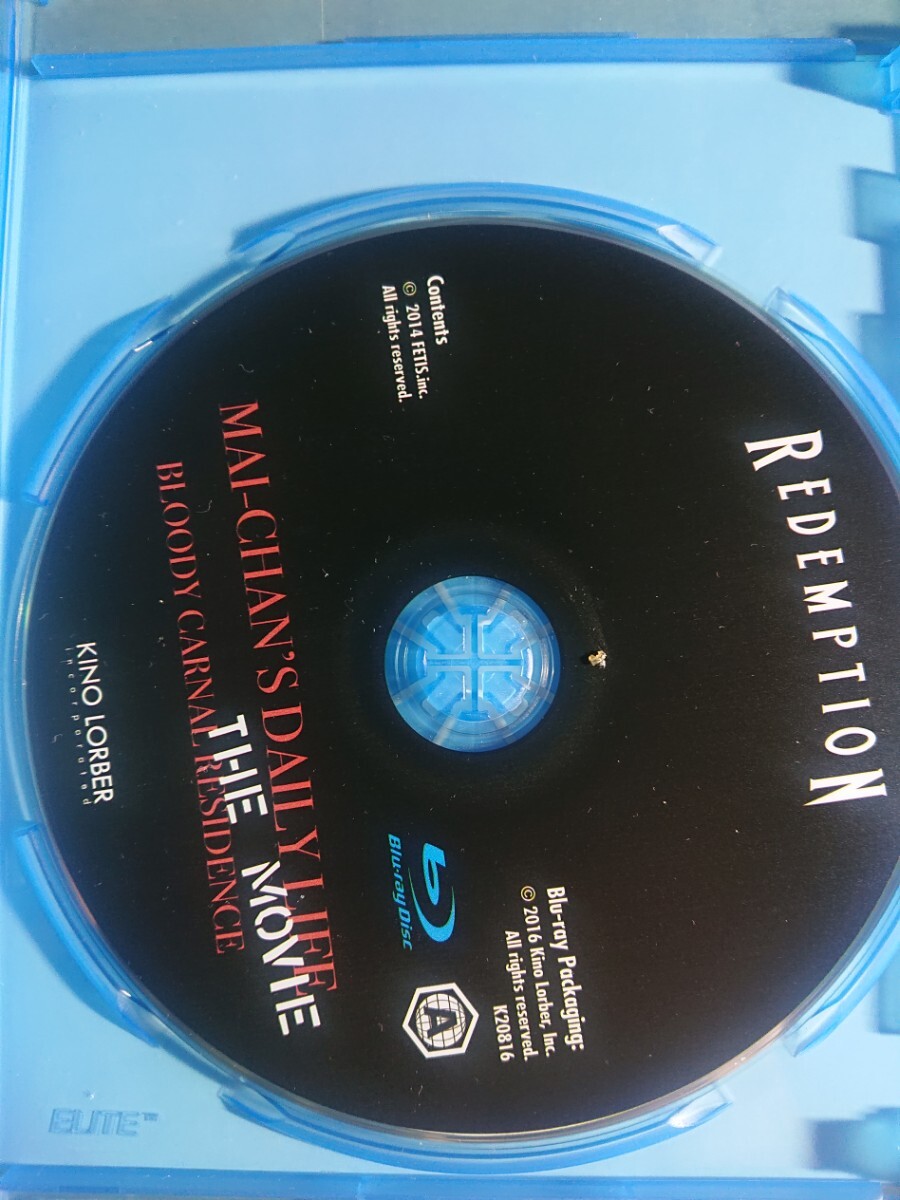 REDEMPTION
Contents
© 2014 FETIS.inc.
All rights reserved.
Blu-ray Packaging:
© 2016 Kino Lorber, Inc.
All rights reserved.
K20816
Blu-ray Disc
A
MAI-CHAN'S DAILY LIFE
THE MOVIE
BLOODY CARNAL RESIDENCE
KINO LORBER
incorporated
ELITE™